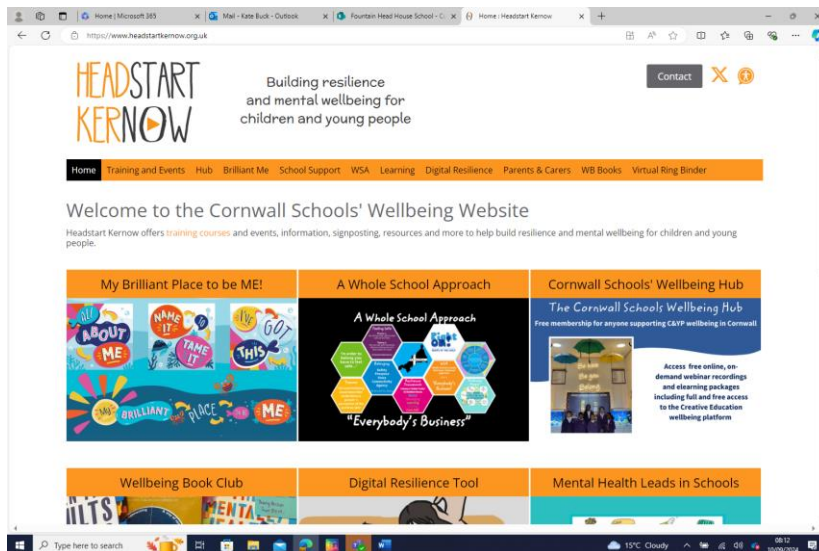 Home | Microsoft 365
Mail - Kate Buck - Outlook
Fountain Head House School - C
Home : Headstart Kernow
https://www.headstartkernow.org.uk
HEADSTART
KERNOW
Building resilience
and mental wellbeing for
children and young people
Contact
Home Training and Events Hub Brilliant Me School Support WSA Learning Digital Resilience Parents & Carers WB Books Virtual Ring Binder
Welcome to the Cornwall Schools' Wellbeing Website
Headstart Kernow offers training courses and events, information, signposting, resources and more to help build resilience and mental wellbeing for children and young
people.
My Brilliant Place to be ME!
ALL
ABOUT
ME
NAME
IT
TO
TAME
IT
I'VE
GOT
THIS
My BRILLIANT PLACE ME
A Whole School Approach
A Whole School Approach
"Everybody's Business"
Cornwall Schools' Wellbeing Hub
The Cornwall Schools Wellbeing Hub
Free membership for anyone supporting C&YP wellbeing in Cornwall
Access free online, on-
demand webinar recordings
and elearning packages
including full and free access
to the Creative Education
wellbeing platform
Wellbeing Book Club
MENTAL
Digital Resilience Tool
Mental Health Leads in Schools
Type here to search
15°C Cloudy
08:12
10/09/2024